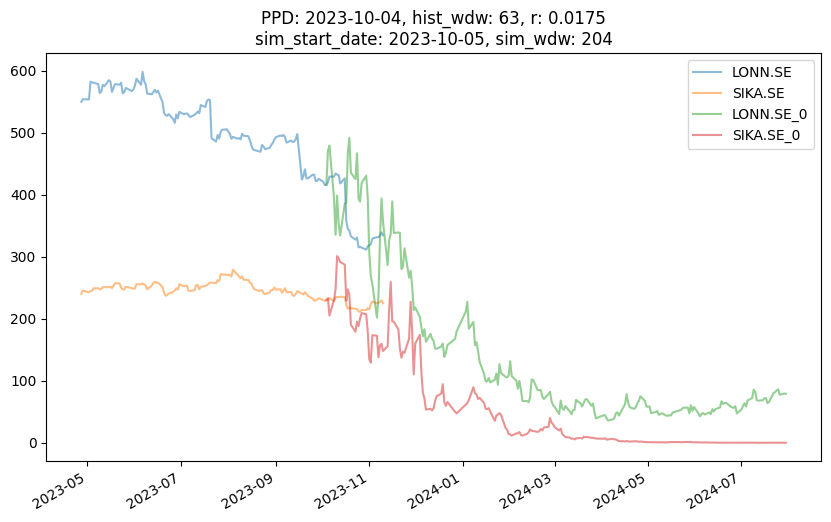 PPD: 2023-10-04, hist_wdw: 63, r: 0.0175
sim_start_date: 2023-10-05, sim_wdw: 204
600
500
400
300
200
100
0
LONN.SE
SIKA.SE
LONN.SE_0
SIKA.SE_0
2023-05
2023-07
2023-09
2023-11
2024-01
2024-03
2024-05
2024-07